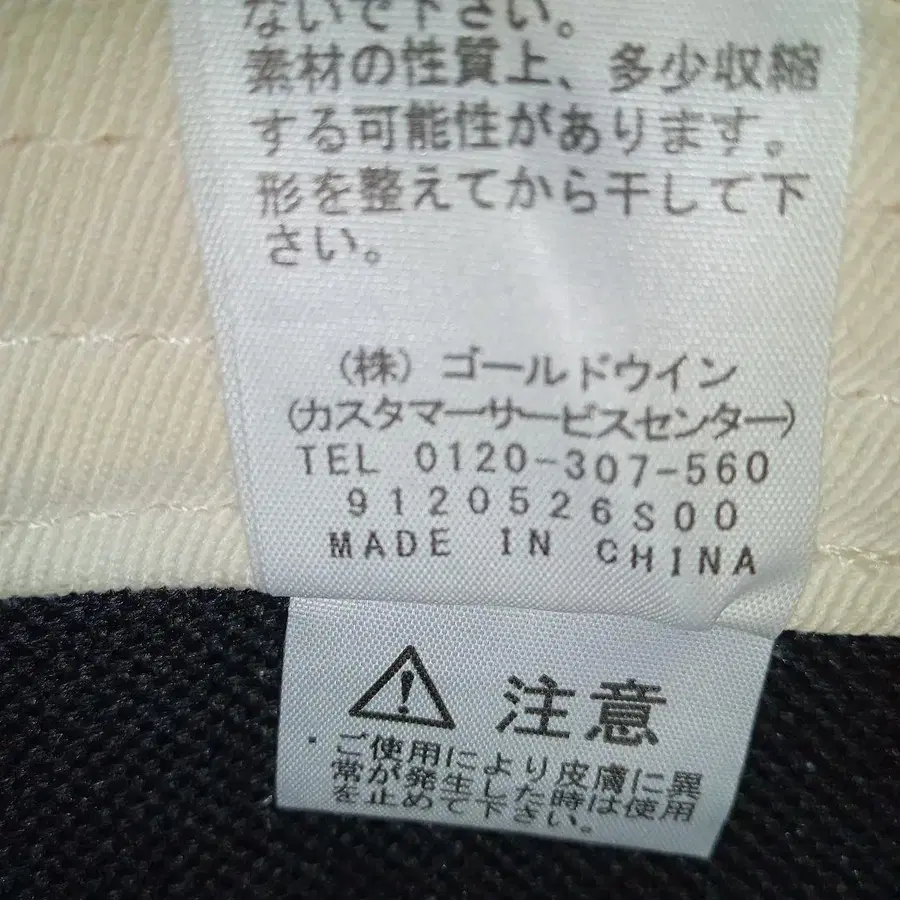 ないで下さい。
素材の性質上、多少収縮
する可能性があります。
形を整えてから干して下
さい。
(株) ゴールドウイン
(カスタマーサービスセンター)
TEL 0120-307-560
9120526S00
MADE IN CHINA
注意
ご使用により皮膚に異
常が発生した時は使用
を止めて下さい。